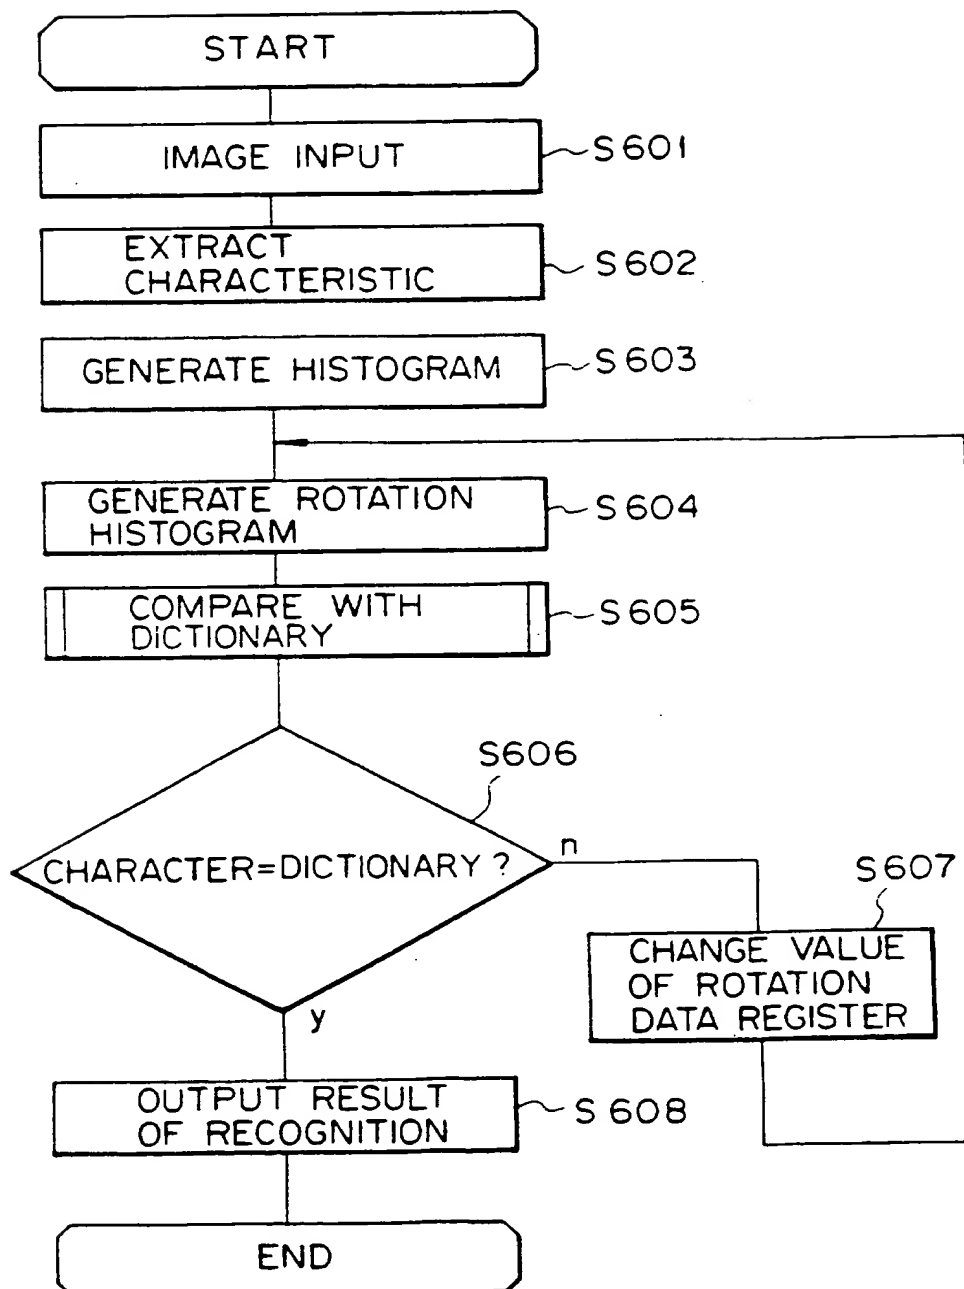 START
IMAGE INPUT
S601
EXTRACT
CHARACTERISTIC
S602
GENERATE HISTOGRAM
S603
GENERATE ROTATION
HISTOGRAM
S604
COMPARE WITH
DiCTIONARY
S605
S606
CHARACTER=DICTIONARY ?
n
S607
CHANGE VALUE
OF ROTATION
DATA REGISTER
y
OUTPUT RESULT
OF RECOGNITION
S608
END